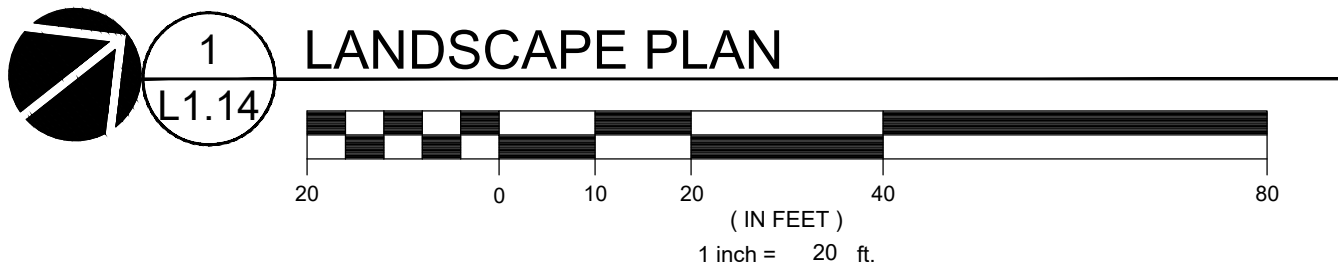 1
L1.14
LANDSCAPE PLAN
20 0 10 20 40 80
( IN FEET )
1 inch = 20 ft.